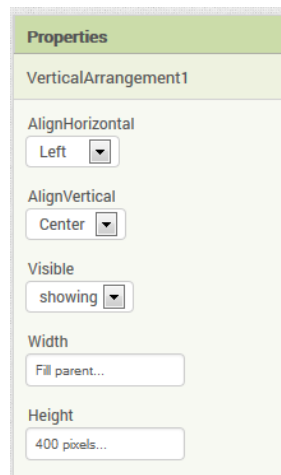 Properties
VerticalArrangement1
AlignHorizontal
Left
AlignVertical
Center
Visible
showing
Width
Fill parent...
Height
400 pixels...